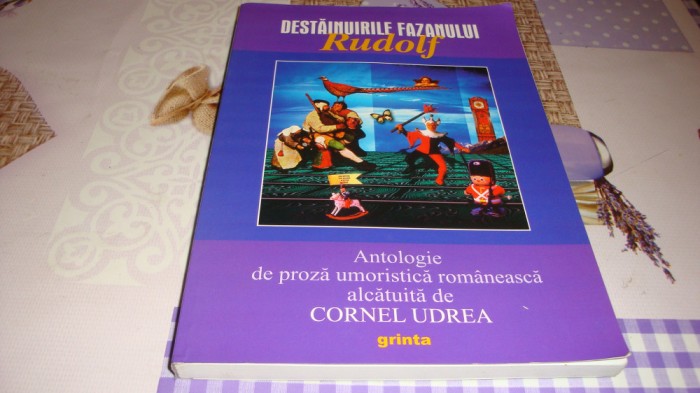 DESTĂINUIRILE FAZANULUI
Rudolf
Antologie
de proză umoristică românească
alcătuită de
CORNEL UDREA
grinta